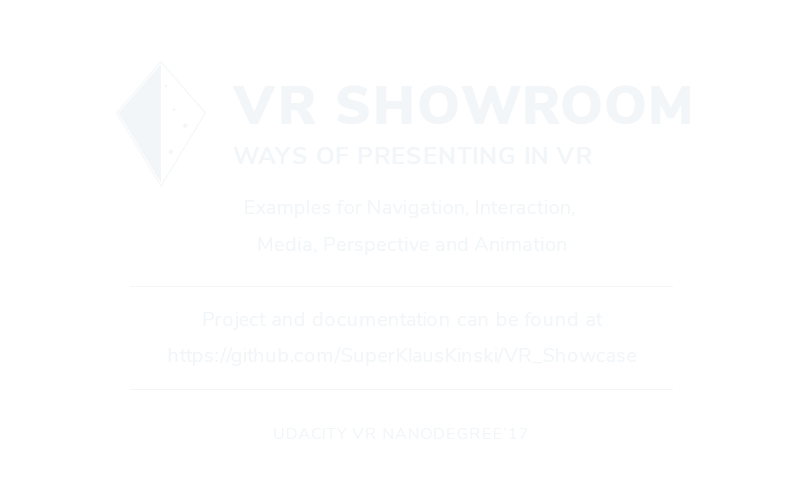 VR SHOWROOM
WAYS OF PRESENTING IN VR
Examples for Navigation, Interaction,
Media, Perspective and Animation
Project and documentation can be found at
https://github.com/SuperKlausKinski/VR_Showcase
UDACITY VR NANODEGREE'17